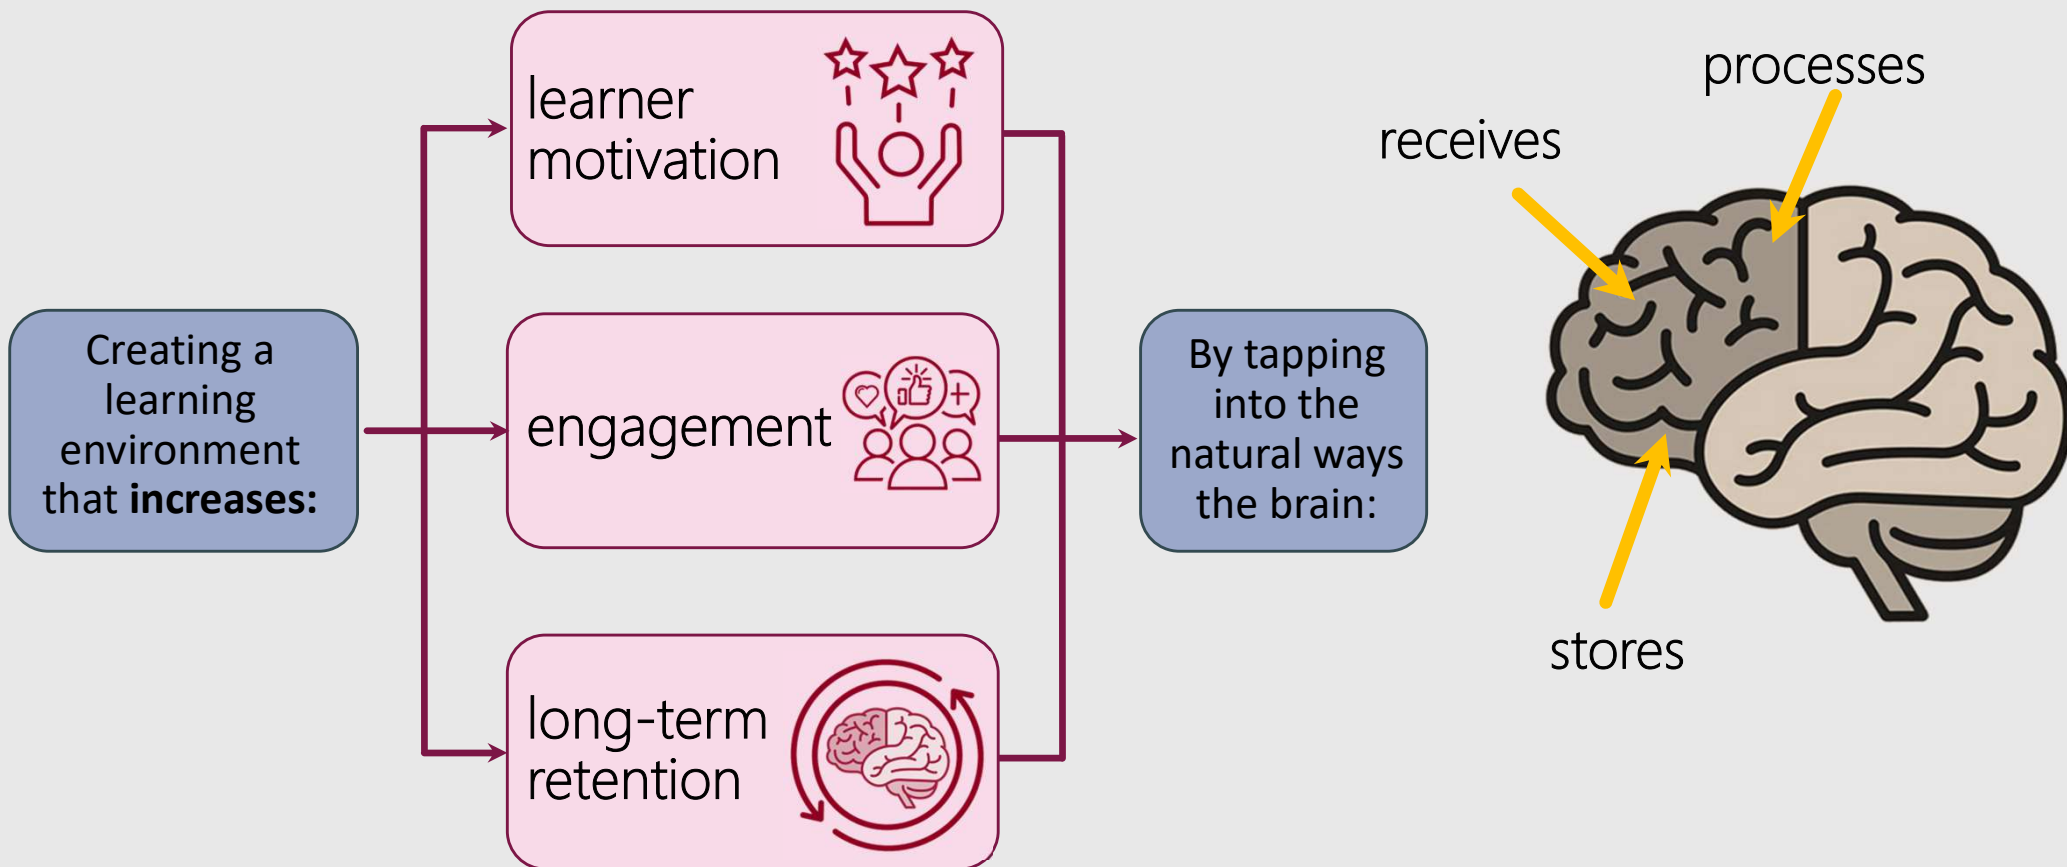 Creating a
learning
environment
that increases:
learner
motivation
engagement
long-term
retention
By tapping
into the
natural ways
the brain:
receives
processes
stores